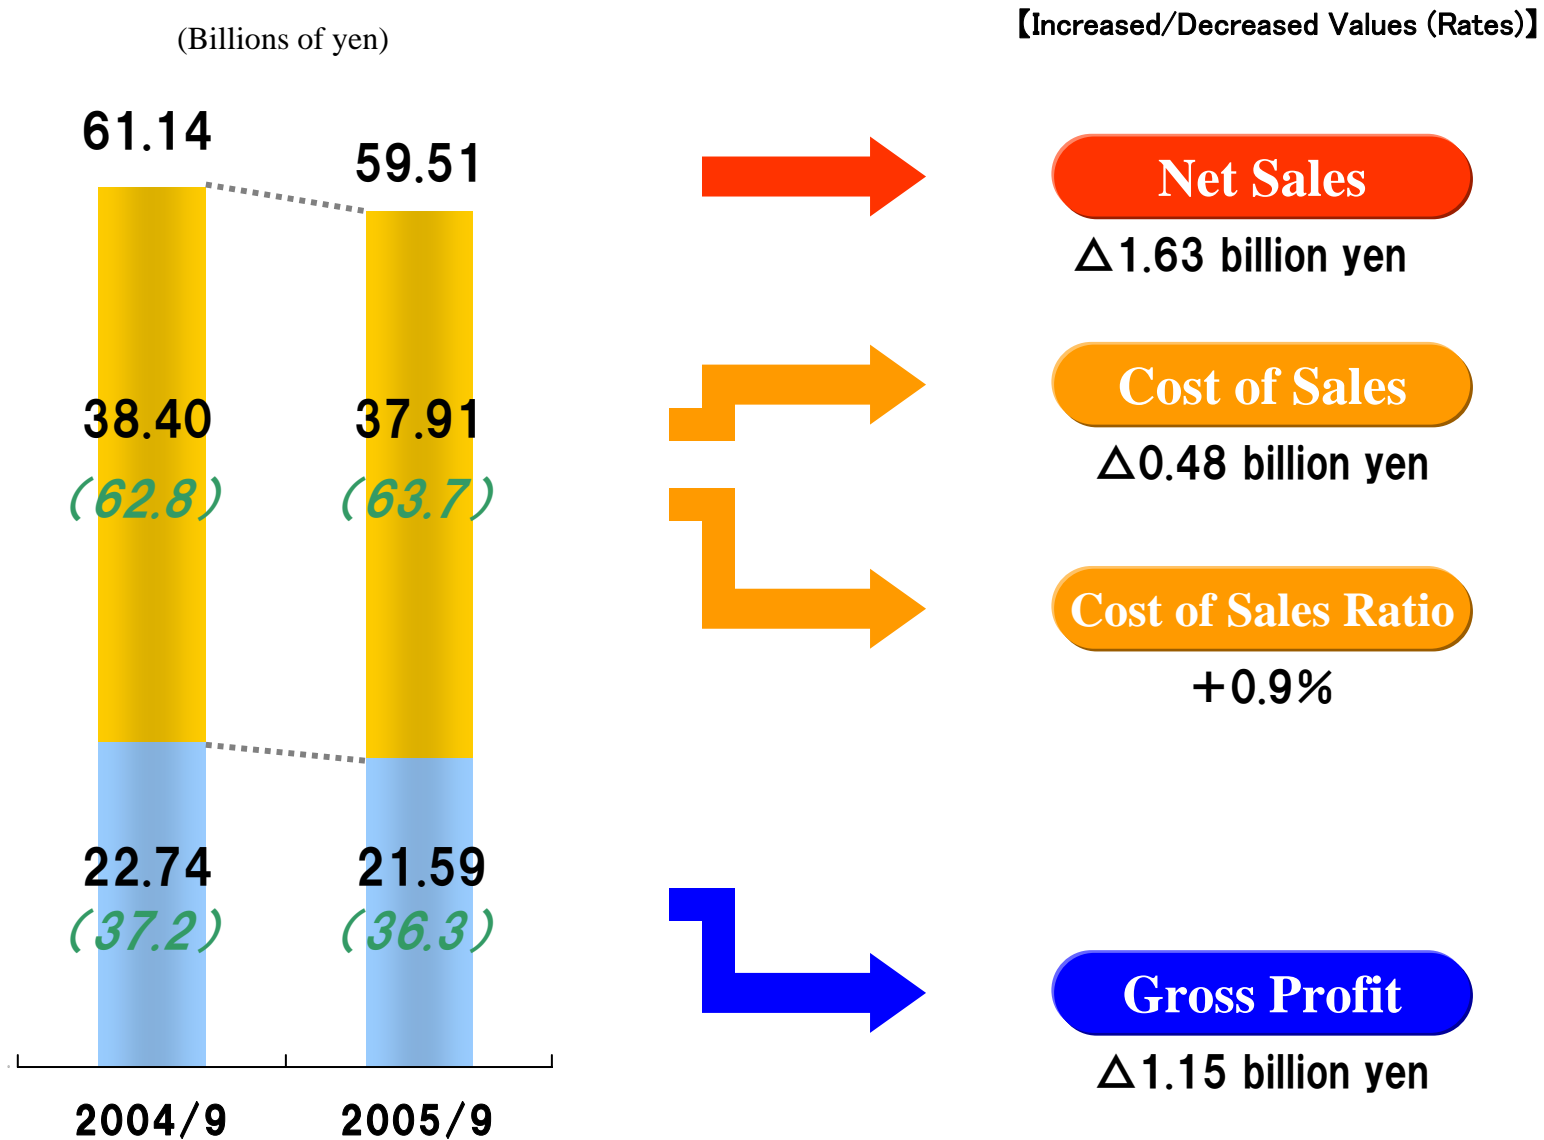 (Billions of yen)
【Increased/Decreased Values (Rates)】
61.14
59.51
38.40
37.91
(62.8)
(63.7)
22.74
21.59
(37.2)
(36.3)
2004/9
2005/9
Net Sales
△1.63 billion yen
Cost of Sales
△0.48 billion yen
Cost of Sales Ratio
+0.9%
Gross Profit
△1.15 billion yen